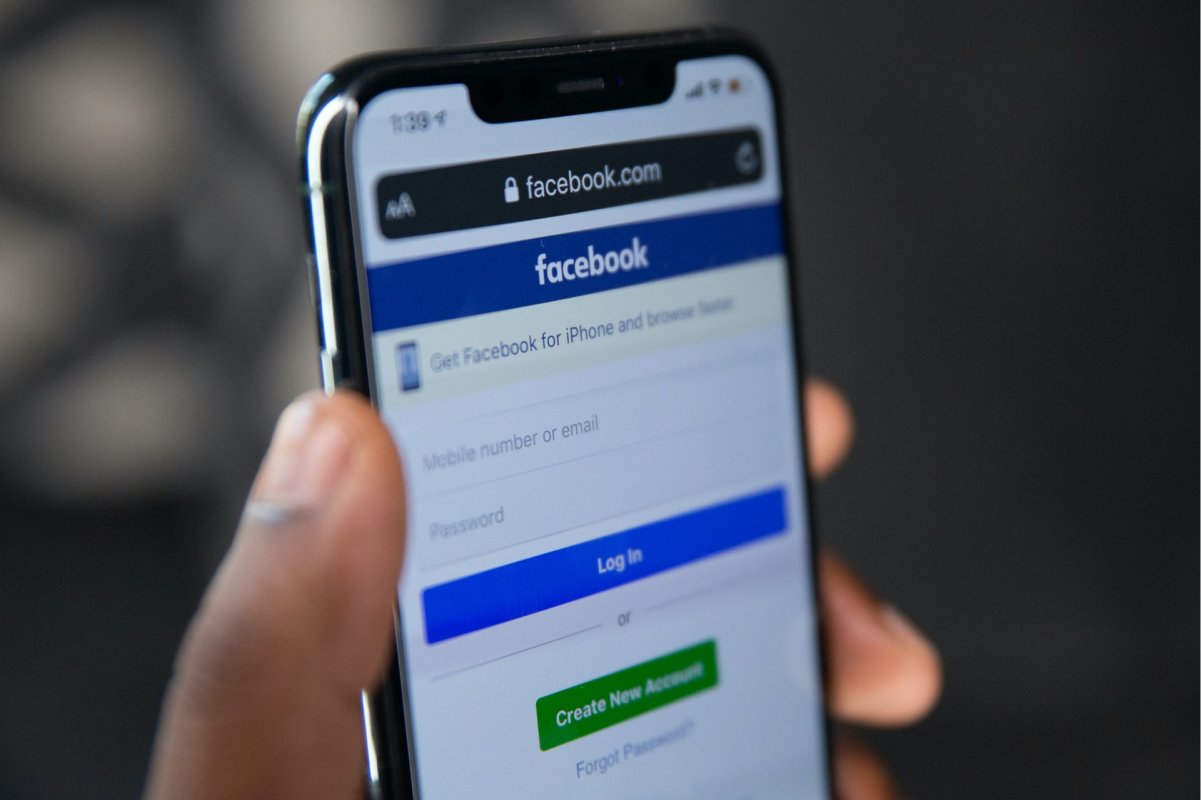 1:39
AA facebook.com
facebook
Get Facebook for iPhone and browse faster.
Mobile number or email
Password
Log In
or
Create New Account
Forgot Password?